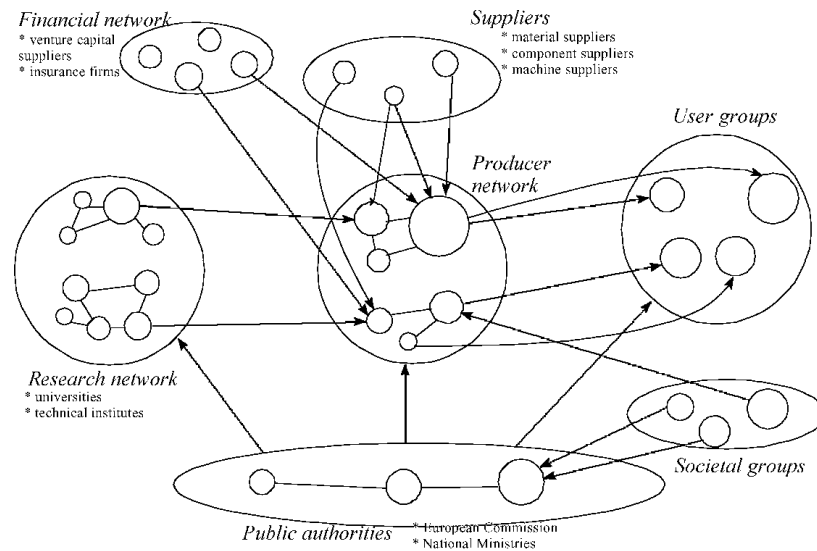 Financial network
* venture capital
suppliers
* insurance firms
Suppliers
* material suppliers
* component suppliers
* machine suppliers
User groups
Producer
network
Research network
* universities
* technical institutes
Societal groups
Public authorities
* European Commission
* National Ministries